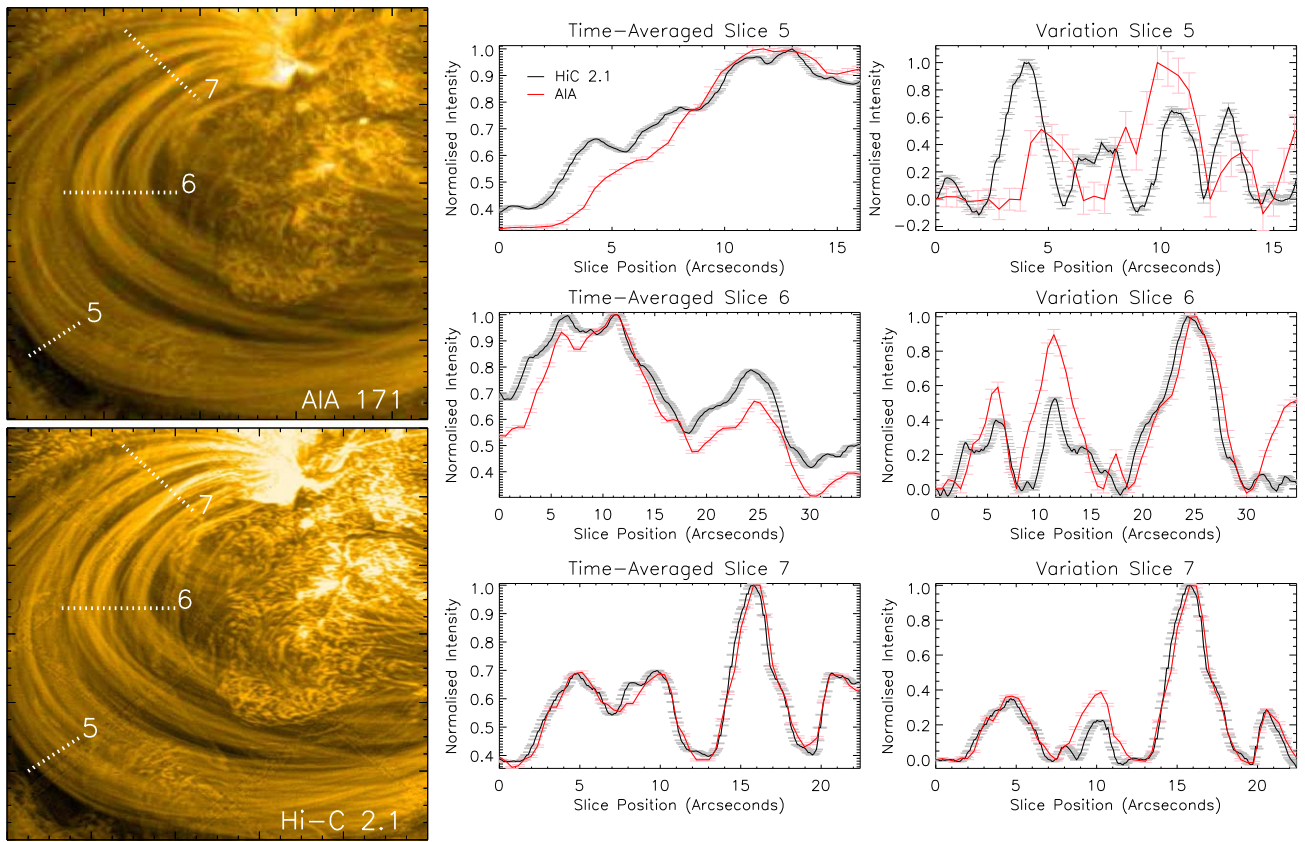 7
6
5
AIA 171
7
6
5
Hi-C 2.1
Time-Averaged Slice 5
Normalised Intensity
1.0
0.9
0.8
0.7
0.6
0.5
0.4
HiC 2.1
AIA
0 5 10 15
Slice Position (Arcseconds)
Variation Slice 5
Normalised Intensity
1.0
0.8
0.6
0.4
0.2
0.0
-0.2
0 5 10 15
Slice Position (Arcseconds)
Time-Averaged Slice 6
Normalised Intensity
1.0
0.9
0.8
0.7
0.6
0.5
0.4
0 5 10 15 20 25 30
Slice Position (Arcseconds)
Variation Slice 6
Normalised Intensity
1.0
0.8
0.6
0.4
0.2
0.0
0 5 10 15 20 25 30
Slice Position (Arcseconds)
Time-Averaged Slice 7
Normalised Intensity
1.0
0.9
0.8
0.7
0.6
0.5
0.4
0 5 10 15 20
Slice Position (Arcseconds)
Variation Slice 7
Normalised Intensity
1.0
0.8
0.6
0.4
0.2
0.0
0 5 10 15 20
Slice Position (Arcseconds)